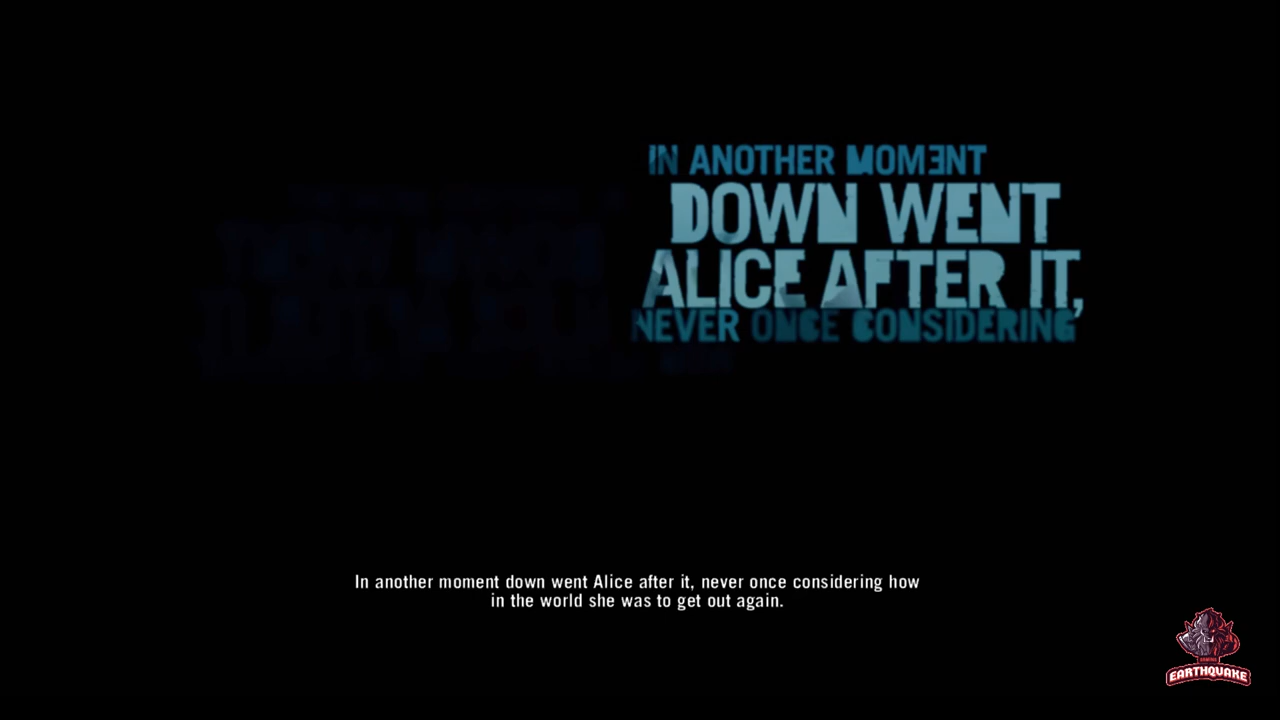 IN ANOTHER MOMENT
DOWN WENT
ALICE AFTER IT,
NEVER ONCE CONSIDERING
In another moment down went Alice after it, never once considering how
in the world she was to get out again.
EARTHQUAKE